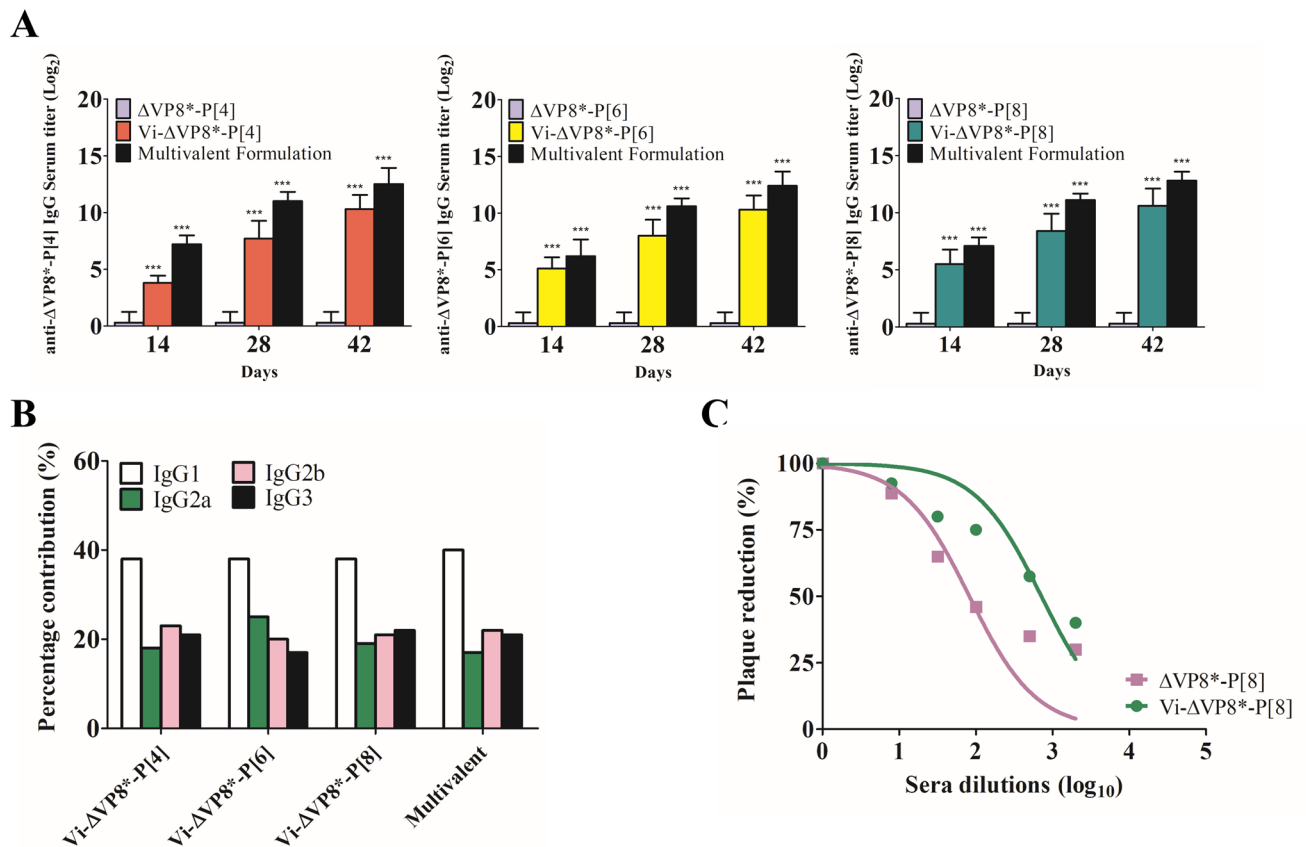 A
anti-ΔVP8*-P[4] IgG Serum titer (Log2)
20
15
10
5
0
ΔVP8*-P[4]
Vi-ΔVP8*-P[4]
Multivalent Formulation
***
***
***
***
***
***
14
28
42
Days
anti-ΔVP8*-P[6] IgG Serum titer (Log2)
20
15
10
5
0
ΔVP8*-P[6]
Vi-ΔVP8*-P[6]
Multivalent Formulation
***
***
***
***
***
***
14
28
42
Days
anti-ΔVP8*-P[8] IgG Serum titer (Log2)
20
15
10
5
0
ΔVP8*-P[8]
Vi-ΔVP8*-P[8]
Multivalent Formulation
***
***
***
***
***
***
14
28
42
Days
B
Percentage contribution (%)
60
40
20
0
IgG1
IgG2a
IgG2b
IgG3
Vi-ΔVP8*-P[4]
Vi-ΔVP8*-P[6]
Vi-ΔVP8*-P[8]
Multivalent
C
Plaque reduction (%)
100
75
50
25
0
0
1
2
3
4
5
Sera dilutions (log10)
ΔVP8*-P[8]
Vi-ΔVP8*-P[8]